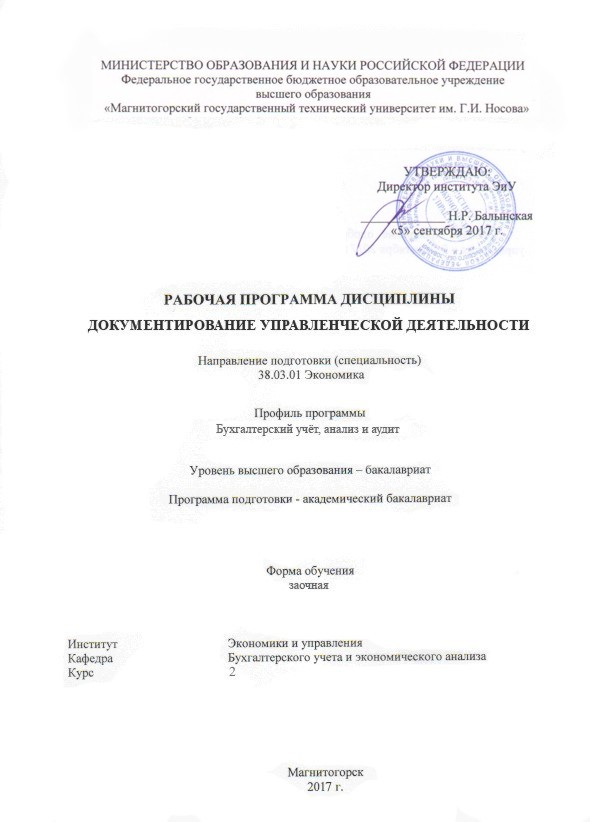 МИНИСТЕРСТВО ОБРАЗОВАНИЯ И НАУКИ РОССИЙСКОЙ ФЕДЕРАЦИИ
Федеральное государственное бюджетное образовательное учреждение
высшего образования
«Магнитогорский государственный технический университет им. Г.И. Носова»
УТВЕРЖДАЮ:
Директор института ЭиУ
Н.Р. Балынская
«5» сентября 2017 г.
РАБОЧАЯ ПРОГРАММА ДИСЦИПЛИНЫ
ДОКУМЕНТИРОВАНИЕ УПРАВЛЕНЧЕСКОЙ ДЕЯТЕЛЬНОСТИ
Направление подготовки (специальность)
38.03.01 Экономика
Профиль программы
Бухгалтерский учёт, анализ и аудит
Уровень высшего образования – бакалавриат
Программа подготовки - академический бакалавриат
Форма обучения
заочная
Институт Экономики и управления
Кафедра Бухгалтерского учета и экономического анализа
Курс 2
Магнитогорск
2017 г.